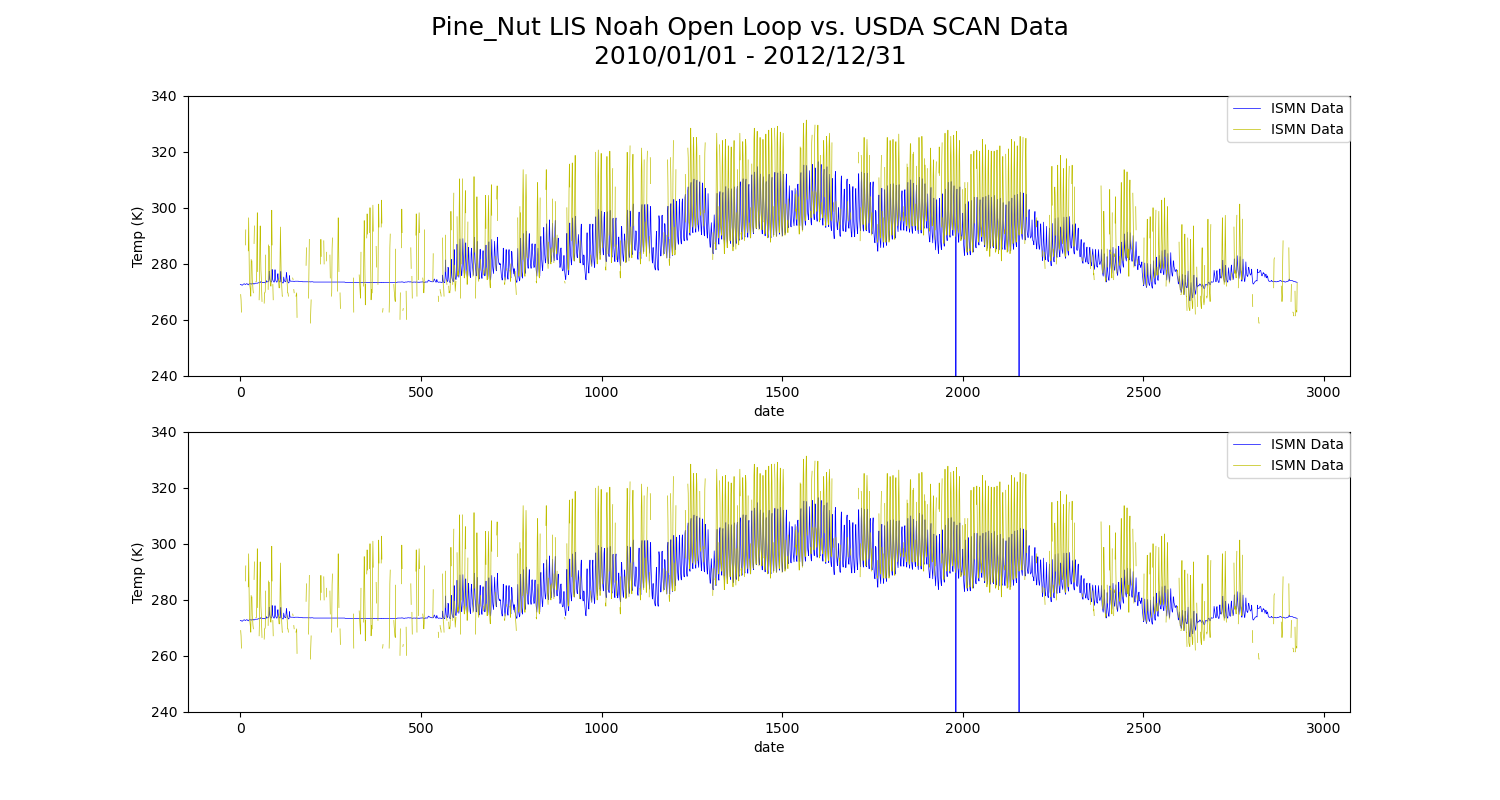 Pine_Nut LIS Noah Open Loop vs. USDA SCAN Data
2010/01/01 - 2012/12/31
340
320
300
280
260
240
Temp (K)
ISMN Data
ISMN Data
0 500 1000 1500 2000 2500 3000
date
340
320
300
280
260
240
Temp (K)
ISMN Data
ISMN Data
0 500 1000 1500 2000 2500 3000
date